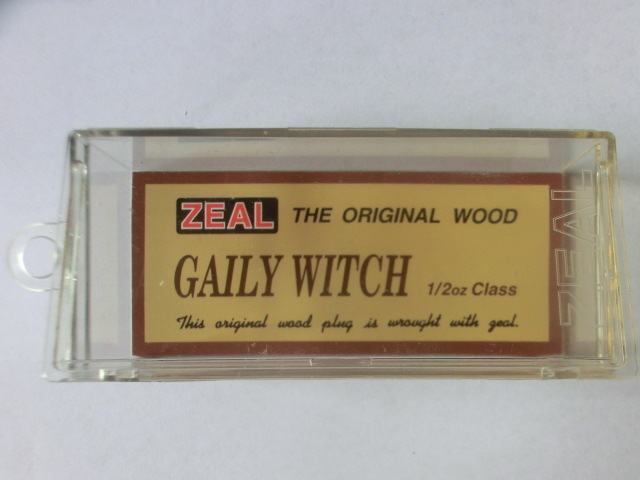 ZEAL THE ORIGINAL WOOD
GAILY WITCH 1/2oz Class
This original wood plug is wrought with zeal.
ZEAL